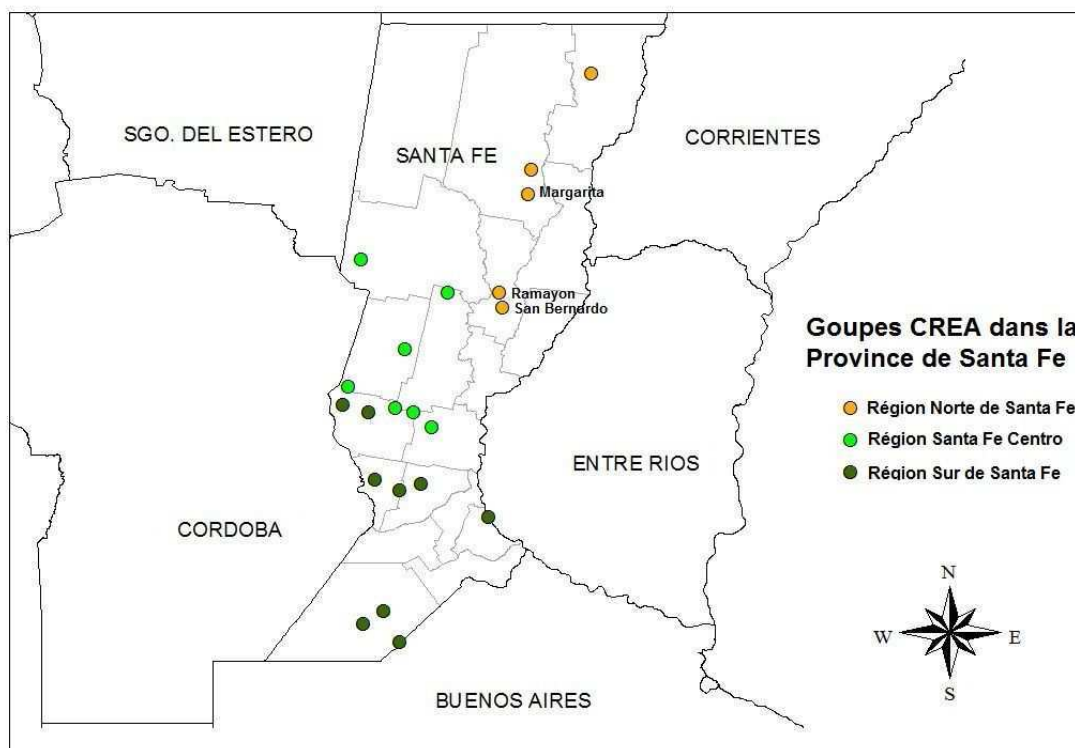 SGO. DEL ESTERO
SANTA FE
CORRIENTES
Margarita
Ramayon
San Bernardo
Goupes CREA dans la
Province de Santa Fe
Région Norte de Santa Fe
Région Santa Fe Centro
Région Sur de Santa Fe
ENTRE RIOS
CORDOBA
BUENOS AIRES
N
W
E
S